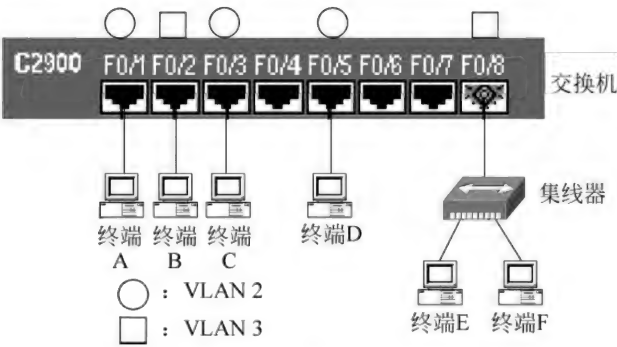 C2900 F0/1 F0/2 F0/3 F0/4 F0/5 F0/6 F0/7 F0/8
交换机
集线器
终端 终端 终端 终端D
A B C
终端E 终端F
: VLAN 2
: VLAN 3